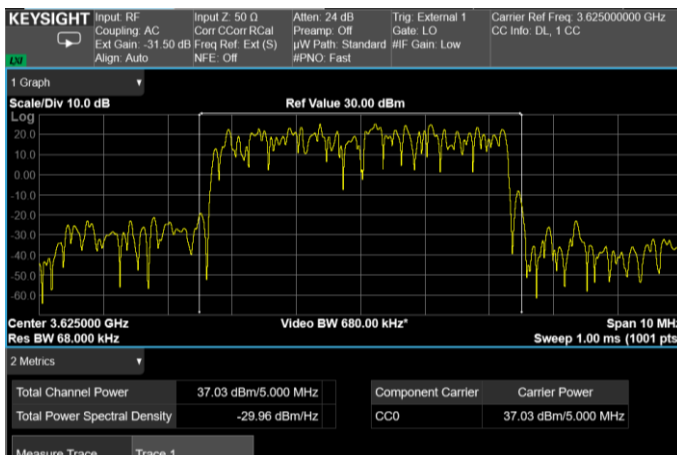 KEYSIGHT Input: RF Input Z: 50 Ω Atten: 24 dB Trig: External 1 Carrier Ref Freq: 3.625000000 GHz
Coupling: AC Corr CCorr RCal Preamp: Off Gate: LO CC Info: DL, 1 CC
Ext Gain: -31.50 dB Freq Ref: Ext (S) µW Path: Standard #IF Gain: Low
LXI Align: Auto NFE: Off #PNO: Fast
1 Graph
Scale/Div 10.0 dB Ref Value 30.00 dBm
Log
20.0
10.0
0.00
-10.0
-20.0
-30.0
-40.0
-50.0
-60.0
Center 3.625000 GHz Video BW 680.00 kHz* Span 10 MHz
Res BW 68.000 kHz Sweep 1.00 ms (1001 pts
2 Metrics
Total Channel Power 37.03 dBm/5.000 MHz Component Carrier Carrier Power
Total Power Spectral Density -29.96 dBm/Hz CC0 37.03 dBm/5.000 MHz
Measure Trace Trace 1